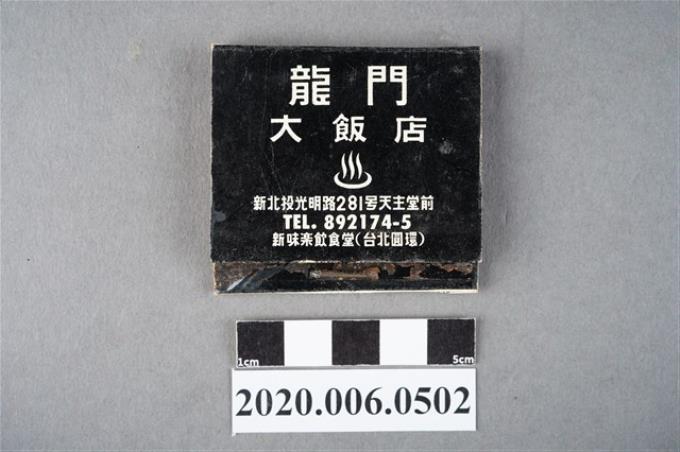 龍門
大飯店
新北投光明路281号天主堂前
TEL. 892174-5
新味楽飲食堂(台北圓環)
1cm 5cm
2020.006.0502